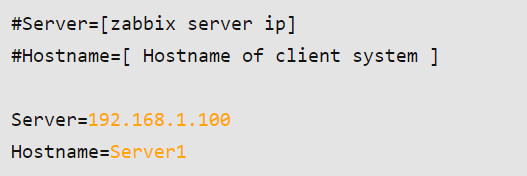 #Server=[zabbix server ip]
#Hostname=[ Hostname of client system ]
Server=192.168.1.100
Hostname=Server1